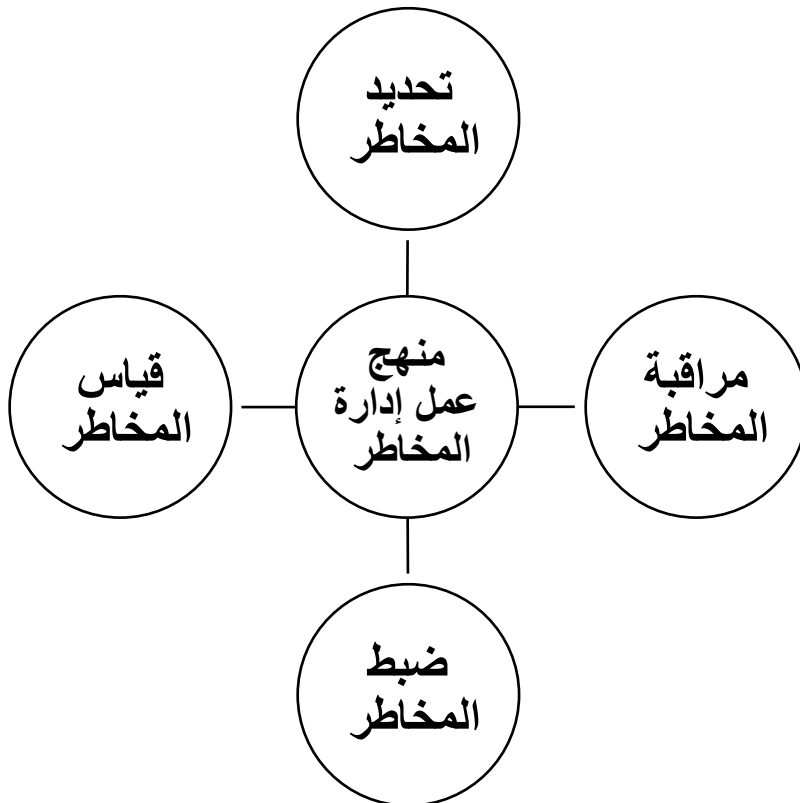 تحديد
المخاطر
مراقبة
المخاطر
منهج
عمل إدارة
المخاطر
قياس
المخاطر
ضبط
المخاطر